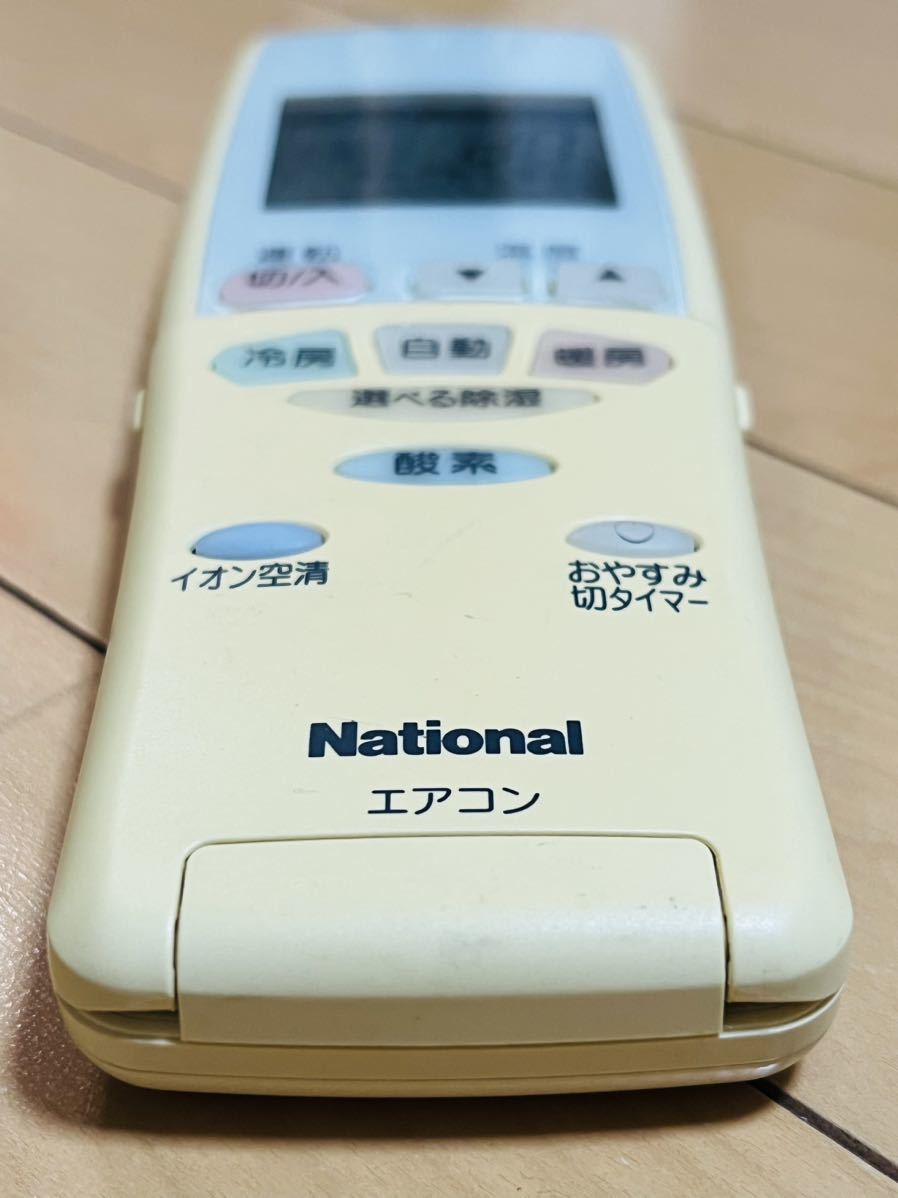 運転 温度
切/入 ▼ ▲
冷房 自動 暖房
選べる除湿
酸素
イオン空清
おやすみ
切タイマー
National
エアコン